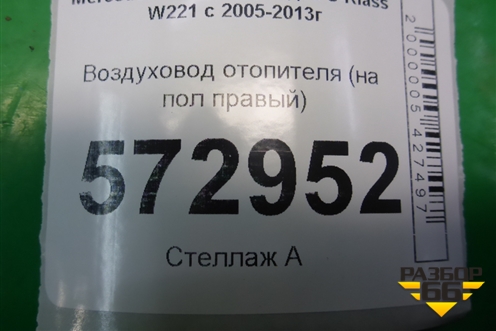 W221 с 2005-2013г
Воздуховод отопителя (на
пол правый)
572952
Стеллаж А
2000005427497
РАЗБОР
66